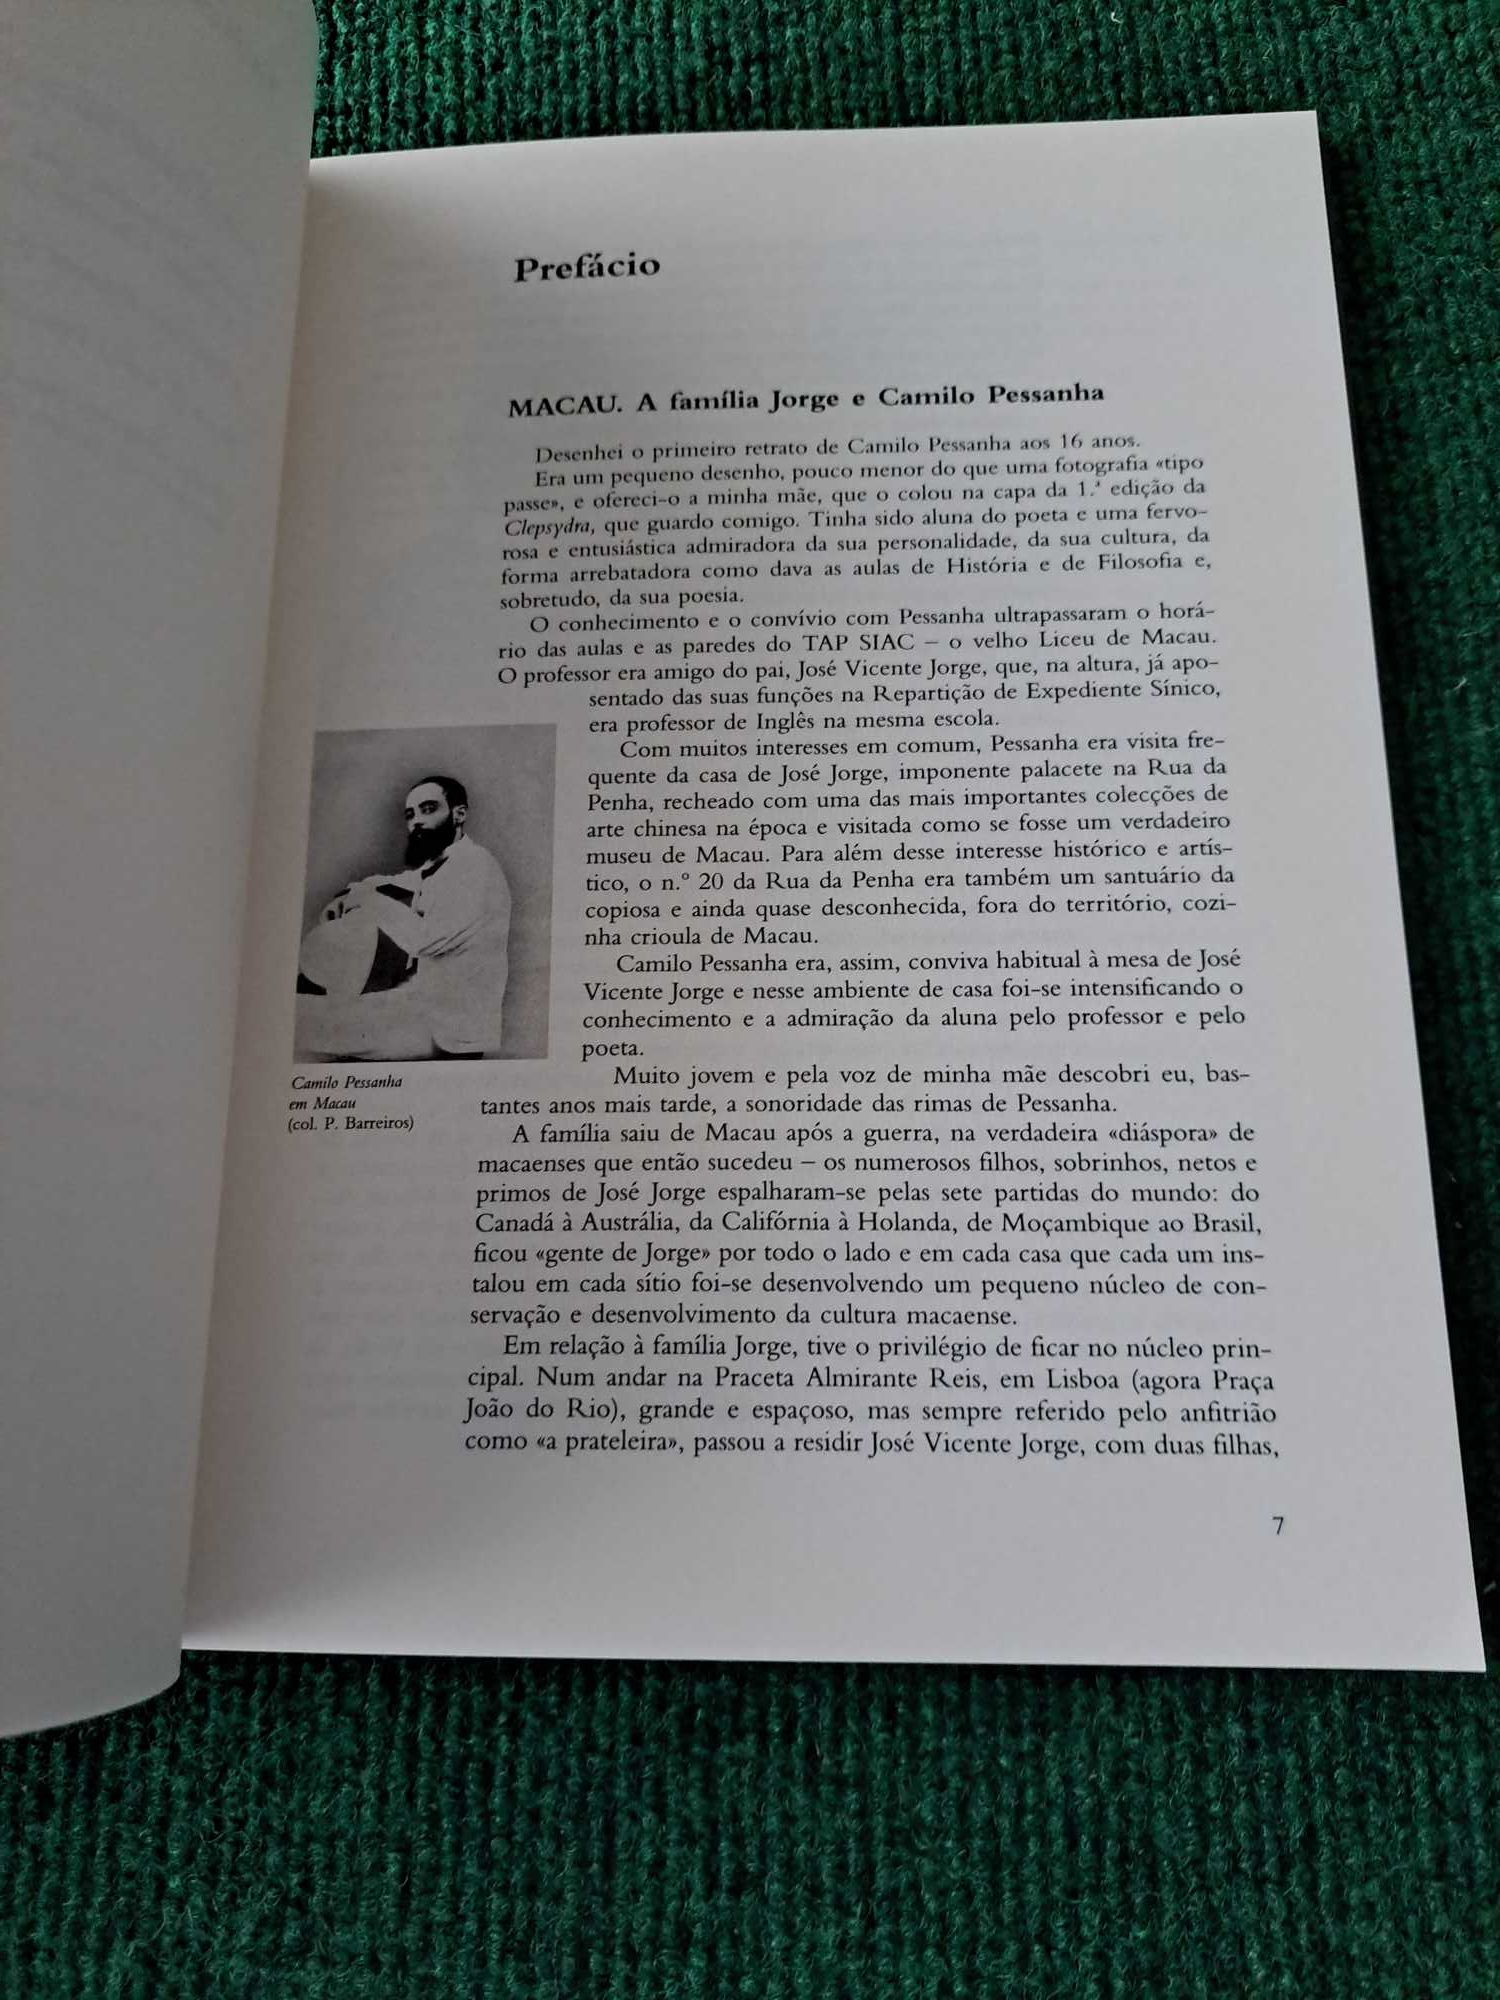 Prefácio
MACAU. A família Jorge e Camilo Pessanha
Desenhei o primeiro retrato de Camilo Pessanha aos 16 anos.
Era um pequeno desenho, pouco menor do que uma fotografia «tipo
passe», e ofereci-o a minha mãe, que o colou na capa da 1.ª edição da
Clepsydra, que guardo comigo. Tinha sido aluna do poeta e uma fervo-
rosa e entusiástica admiradora da sua personalidade, da sua cultura, da
forma arrebatadora como dava as aulas de História e de Filosofia e,
sobretudo, da sua poesia.
O conhecimento e o convívio com Pessanha ultrapassaram o horá-
rio das aulas e as paredes do TAP SIAC – o velho Liceu de Macau.
O professor era amigo do pai, José Vicente Jorge, que, na altura, já apo-
sentado das suas funções na Repartição de Expediente Sínico,
era professor de Inglês na mesma escola.
Com muitos interesses em comum, Pessanha era visita fre-
quente da casa de José Jorge, imponente palacete na Rua da
Penha, recheado com uma das mais importantes colecções de
arte chinesa na época e visitada como se fosse um verdadeiro
museu de Macau. Para além desse interesse histórico e artís-
tico, o n.º 20 da Rua da Penha era também um santuário da
copiosa e ainda quase desconhecida, fora do território, cozi-
nha crioula de Macau.
Camilo Pessanha era, assim, conviva habitual à mesa de José
Vicente Jorge e nesse ambiente de casa foi-se intensificando o
conhecimento e a admiração da aluna pelo professor e pelo
poeta.
Camilo Pessanha
em Macau
(col. P. Barreiros)
Muito jovem e pela voz de minha mãe descobri eu, bas-
tantes anos mais tarde, a sonoridade das rimas de Pessanha.
A família saiu de Macau após a guerra, na verdadeira «diáspora» de
macaenses que então sucedeu – os numerosos filhos, sobrinhos, netos e
primos de José Jorge espalharam-se pelas sete partidas do mundo: do
Canadá à Austrália, da Califórnia à Holanda, de Moçambique ao Brasil,
ficou «gente de Jorge» por todo o lado e em cada casa que cada um ins-
talou em cada sítio foi-se desenvolvendo um pequeno núcleo de con-
servação e desenvolvimento da cultura macaense.
Em relação à família Jorge, tive o privilégio de ficar no núcleo prin-
cipal. Num andar na Praceta Almirante Reis, em Lisboa (agora Praça
João do Rio), grande e espaçoso, mas sempre referido pelo anfitrião
como «a prateleira», passou a residir José Vicente Jorge, com duas filhas,
7